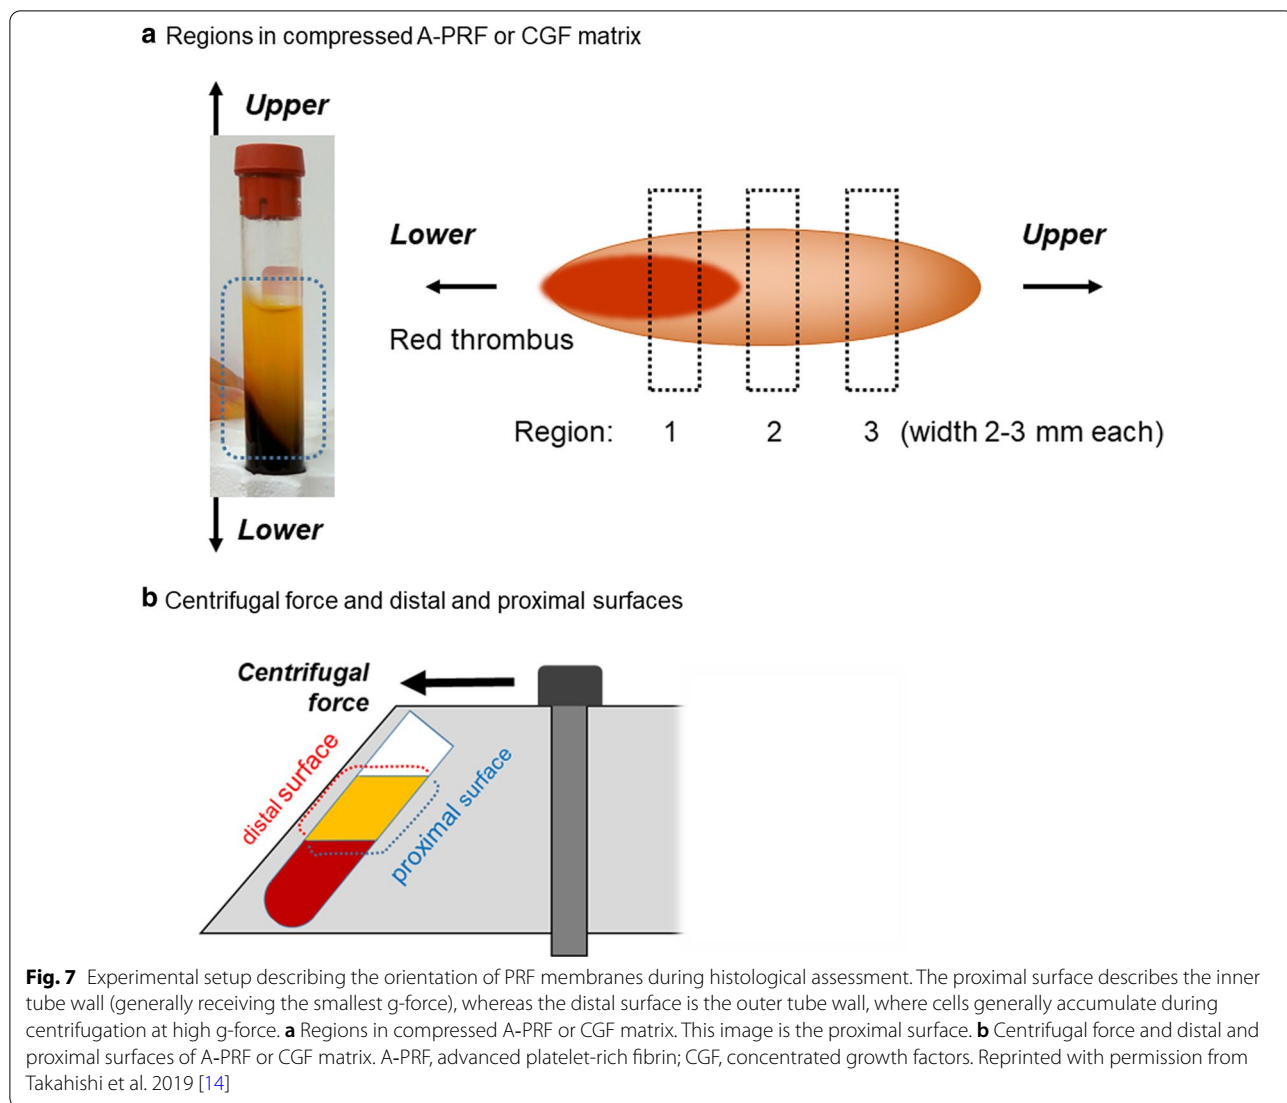 a Regions in compressed A-PRF or CGF matrix
Upper
Lower
Upper
Red thrombus
Region: 1 2 3 (width 2-3 mm each)
Lower
b Centrifugal force and distal and proximal surfaces
Centrifugal
force
distal surface
proximal surface
Fig. 7 Experimental setup describing the orientation of PRF membranes during histological assessment. The proximal surface describes the inner
tube wall (generally receiving the smallest g-force), whereas the distal surface is the outer tube wall, where cells generally accumulate during
centrifugation at high g-force. a Regions in compressed A-PRF or CGF matrix. This image is the proximal surface. b Centrifugal force and distal and
proximal surfaces of A-PRF or CGF matrix. A-PRF, advanced platelet-rich fibrin; CGF, concentrated growth factors. Reprinted with permission from
Takahishi et al. 2019 [14]